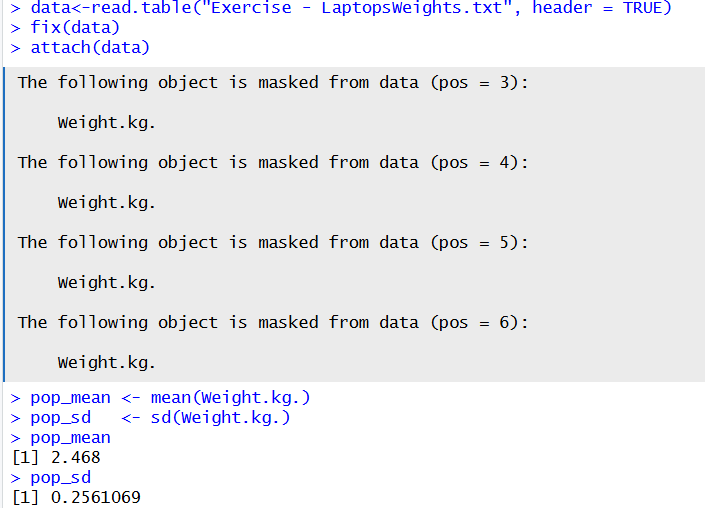 > data<-read.table("Exercise - LaptopsWeights.txt", header = TRUE)
> fix(data)
> attach(data)
The following object is masked from data (pos = 3):
Weight.kg.
The following object is masked from data (pos = 4):
Weight.kg.
The following object is masked from data (pos = 5):
Weight.kg.
The following object is masked from data (pos = 6):
Weight.kg.
> pop_mean <- mean(Weight.kg.)
> pop_sd   <- sd(Weight.kg.)
> pop_mean
[1] 2.468
> pop_sd
[1] 0.2561069